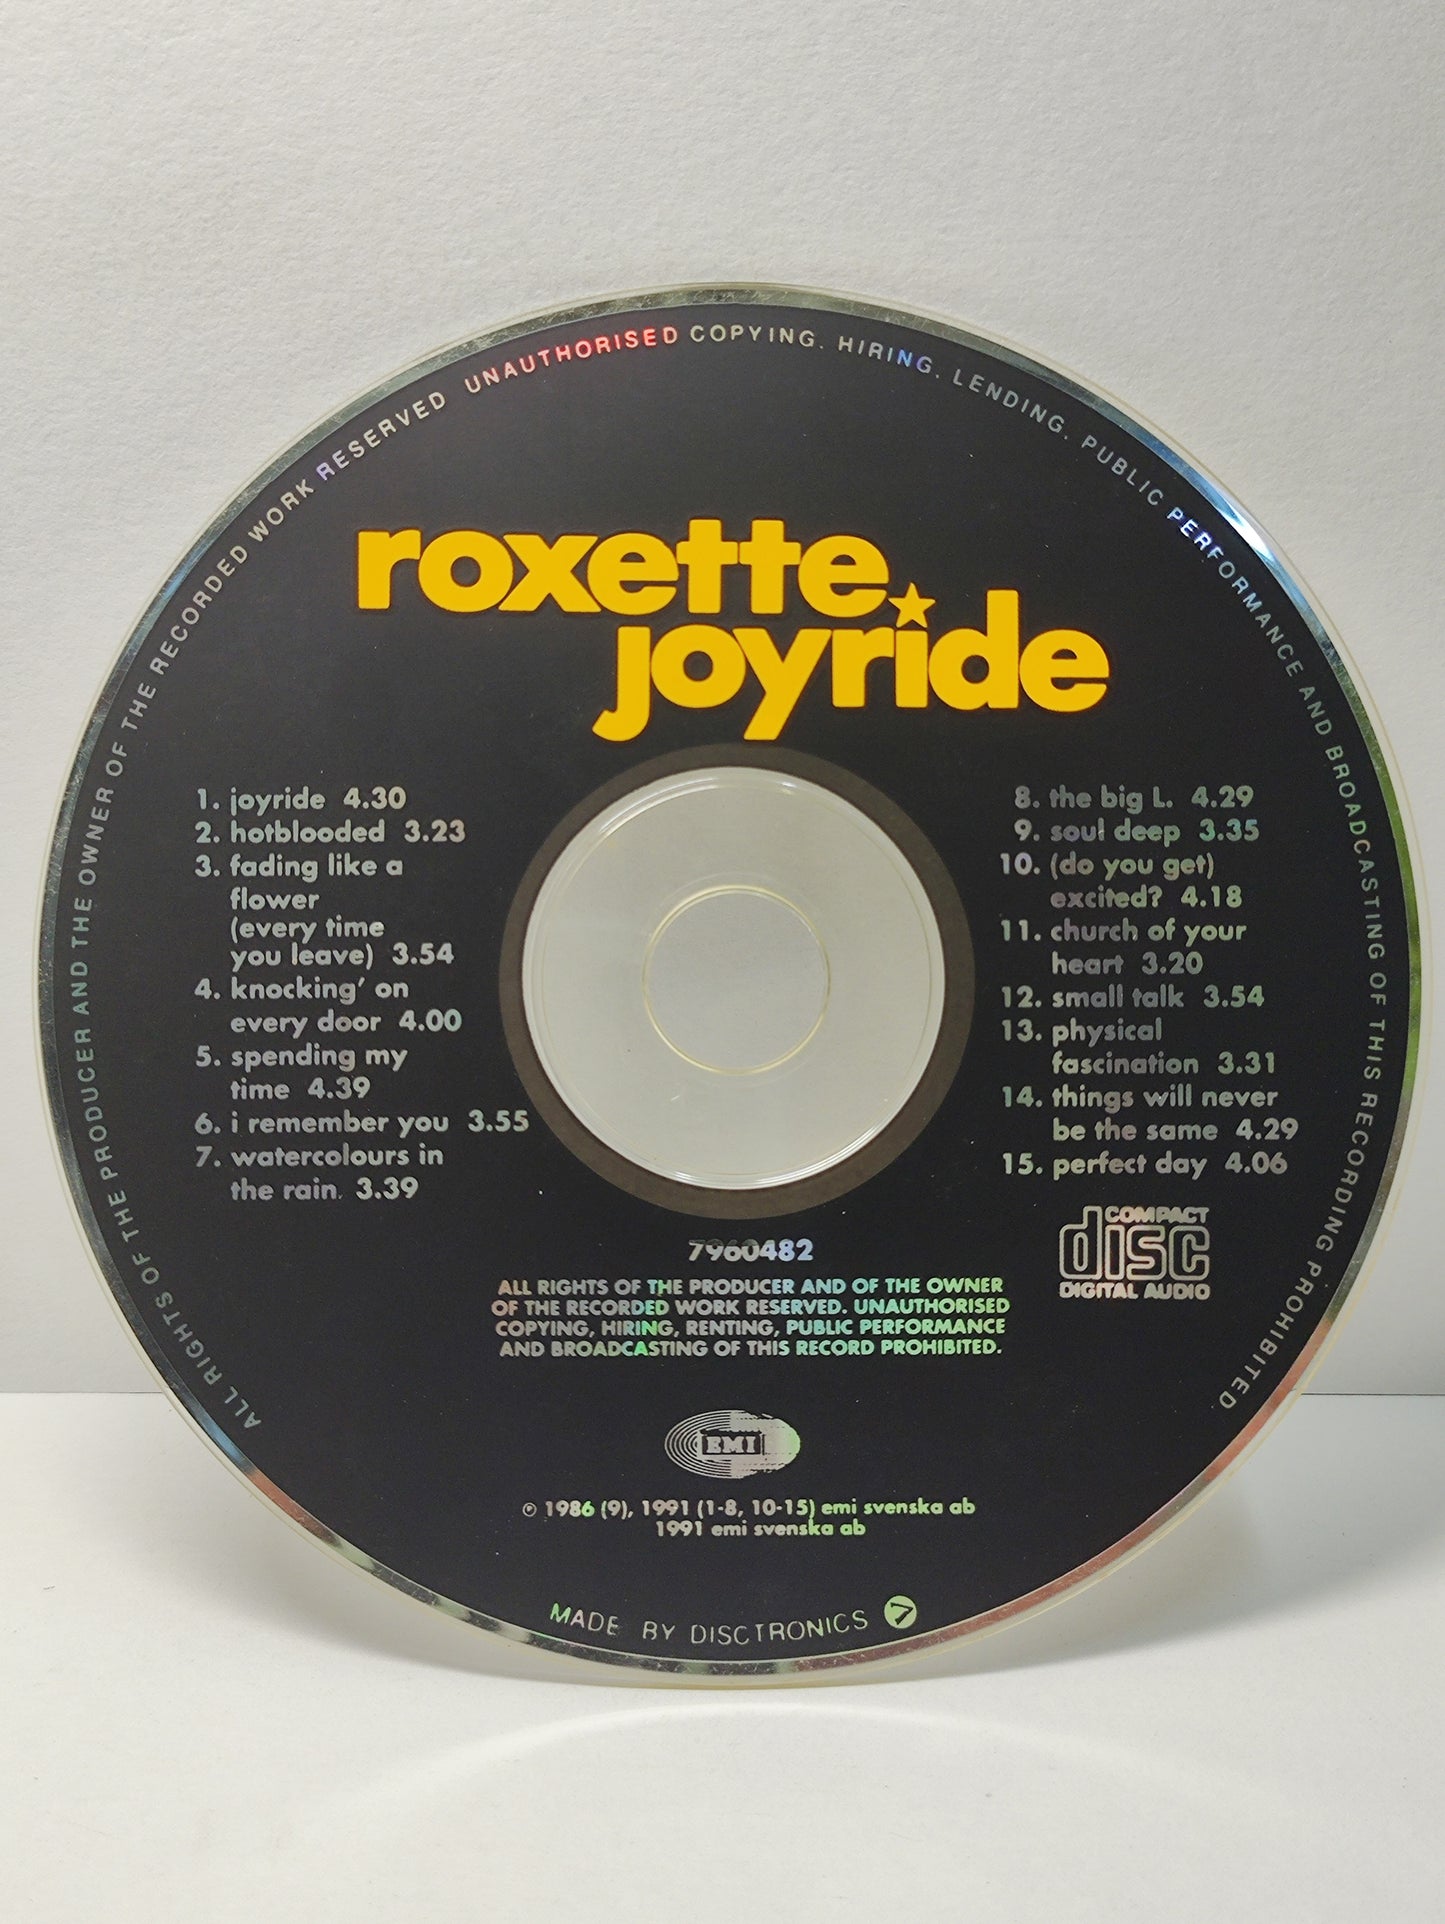 ALL RIGHTS OF THE PRODUCER AND THE OWNER OF THE RECORDED WORK RESERVED UNAUTHORISED COPYING. HIRING. LENDING. PUBLIC PERFORMANCE AND BROADCASTING OF THIS RECORDING PROHIBITED
roxette
joyride
1. joyride 4.30
2. hotblooded 3.23
3. fading like a
flower
(every time
you leave) 3.54
4. knocking' on
every door 4.00
5. spending my
time 4.39
6. i remember you 3.55
7. watercolours in
the rain. 3.39
8. the big L. 4.29
9. soul deep 3.35
10. (do you get)
excited? 4.18
11. church of your
heart 3.20
12. small talk 3.54
13. physical
fascination 3.31
14. things will never
be the same 4.29
15. perfect day 4.06
COMPACT
disc
DIGITAL AUDIO
7960482
ALL RIGHTS OF THE PRODUCER AND OF THE OWNER
OF THE RECORDED WORK RESERVED. UNAUTHORISED
COPYING, HIRING, RENTING, PUBLIC PERFORMANCE
AND BROADCASTING OF THIS RECORD PROHIBITED.
EMI
℗ 1986 (9), 1991 (1-8, 10-15) emi svenska ab
1991 emi svenska ab
MADE BY DISCTRONICS 7